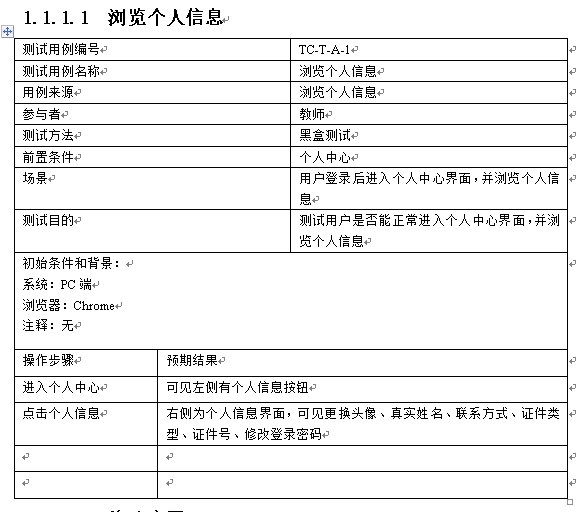 1.1.1.1 浏览个人信息
测试用例编号 TC-T-A-1
测试用例名称 浏览个人信息
用例来源 浏览个人信息
参与者 教师
测试方法 黑盒测试
前置条件 个人中心
场景 用户登录后进入个人中心界面，并浏览个人信
息
测试目的 测试用户是否能正常进入个人中心界面，并浏
览个人信息
初始条件和背景：
系统：PC 端
浏览器：Chrome
注释：无
操作步骤 预期结果
进入个人中心 可见左侧有个人信息按钮
点击个人信息 右侧为个人信息界面，可见更换头像、真实姓名、联系方式、证件类
型、证件号、修改登录密码